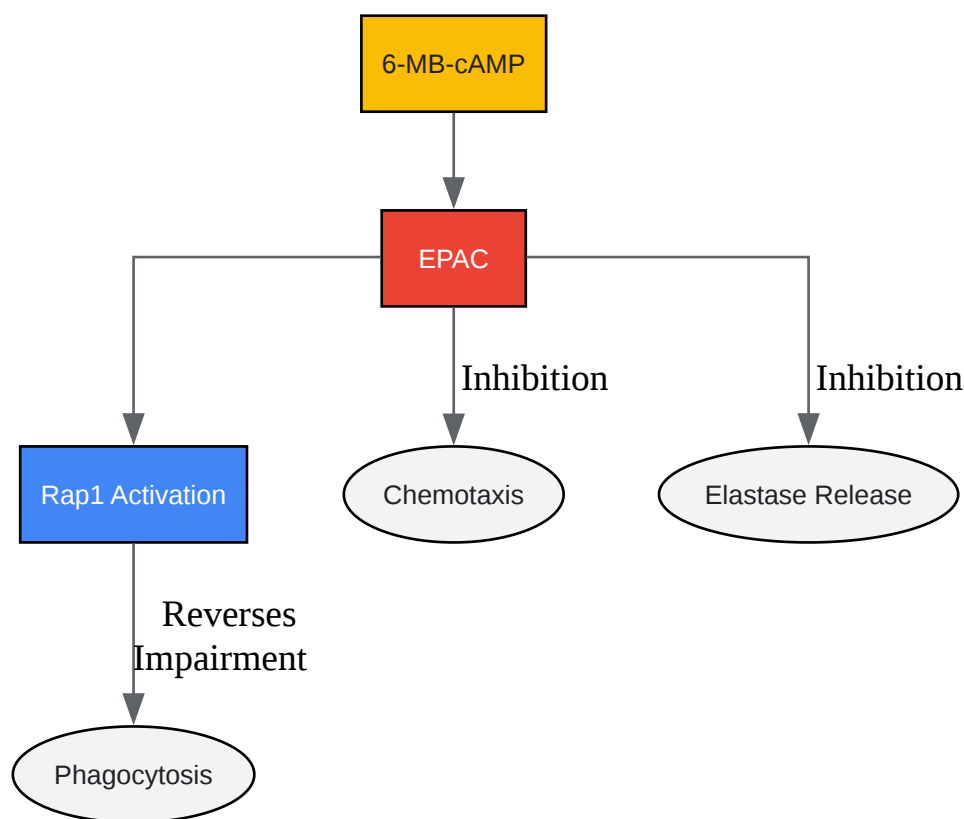 6-MB-cAMP
EPAC
Inhibition
Inhibition
Rap1 Activation
Chemotaxis
Elastase Release
Reverses
Impairment
Phagocytosis